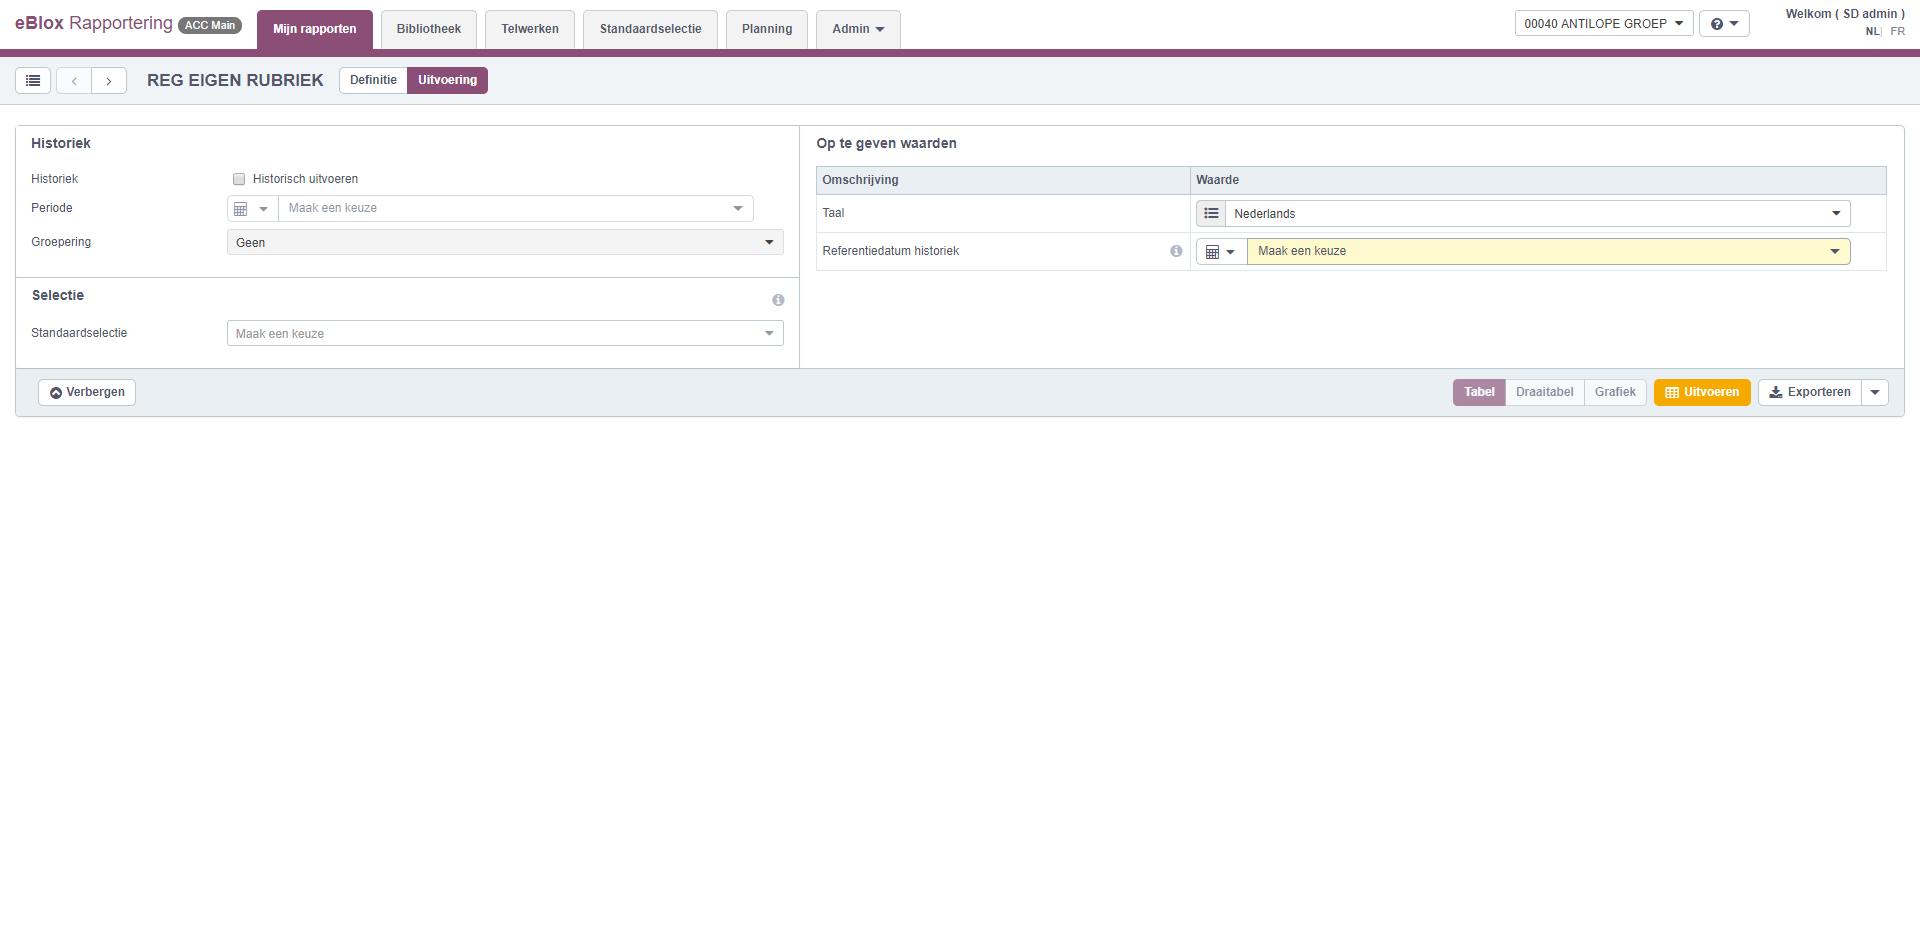 eBlox Rapportering ACC Main
Mijn rapporten
Bibliotheek
Telwerken
Standaardselectie
Planning
Admin
00040 ANTILOPE GROEP
Welkom ( SD admin )
NL| FR
REG EIGEN RUBRIEK
Definitie
Uitvoering
Historiek
Historiek
Historisch uitvoeren
Periode
Maak een keuze
Groepering
Geen
Selectie
Standaardselectie
Maak een keuze
Op te geven waarden
Omschrijving
Waarde
Taal
Nederlands
Referentiedatum historiek
Maak een keuze
Verbergen
Tabel
Draaitabel
Grafiek
Uitvoeren
Exporteren